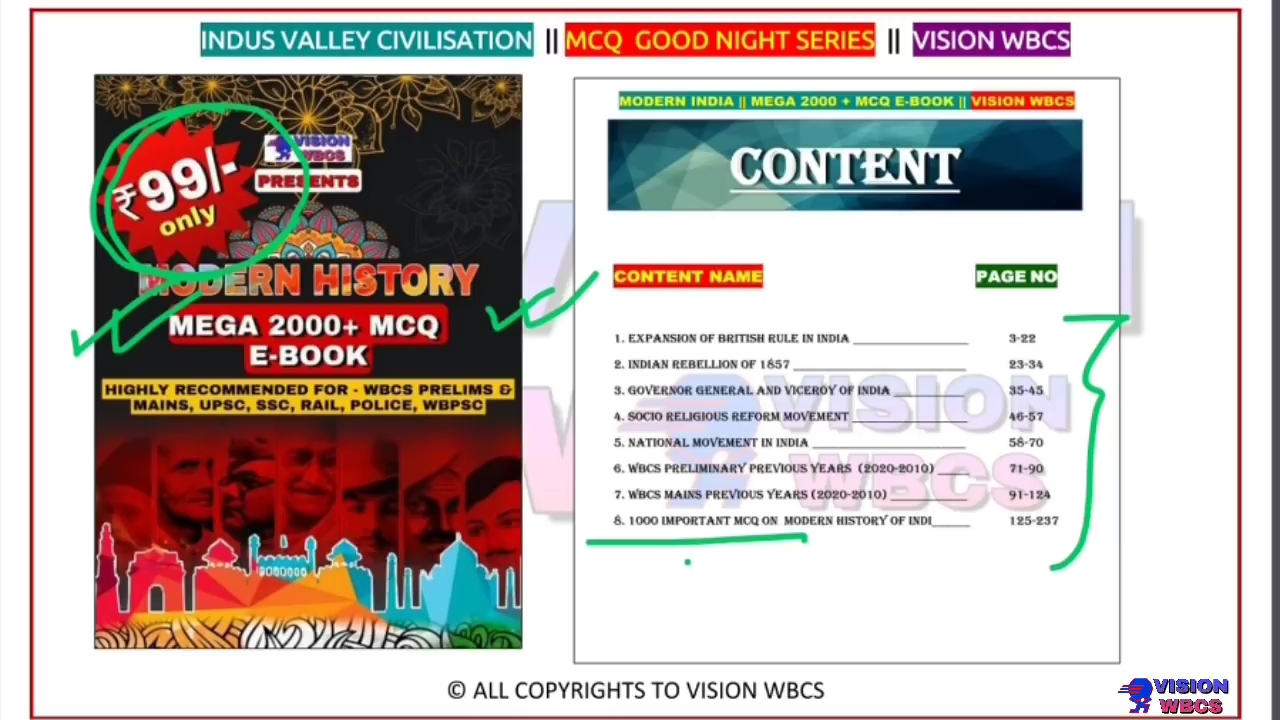 INDUS VALLEY CIVILISATION || MCQ GOOD NIGHT SERIES || VISION WBCS
₹99/-
only
VISION
WBCS
PRESENTS
MODERN HISTORY
MEGA 2000+ MCQ
E-BOOK
HIGHLY RECOMMENDED FOR - WBCS PRELIMS &
MAINS, UPSC, SSC, RAIL, POLICE, WBPSC
MODERN INDIA || MEGA 2000 + MCQ E-BOOK || VISION WBCS
CONTENT
CONTENT NAME PAGE NO
1. EXPANSION OF BRITISH RULE IN INDIA 3-22
2. INDIAN REBELLION OF 1857 23-34
3. GOVERNOR GENERAL AND VICEROY OF INDIA 35-45
4. SOCIO RELIGIOUS REFORM MOVEMENT 46-57
5. NATIONAL MOVEMENT IN INDIA 58-70
6. WBCS PRELIMINARY PREVIOUS YEARS (2020-2010) 71-90
7. WBCS MAINS PREVIOUS YEARS (2020-2010) 91-124
8. 1000 IMPORTANT MCQ ON MODERN HISTORY OF INDI 125-237
VISION
WBCS
© ALL COPYRIGHTS TO VISION WBCS
VISION
WBCS